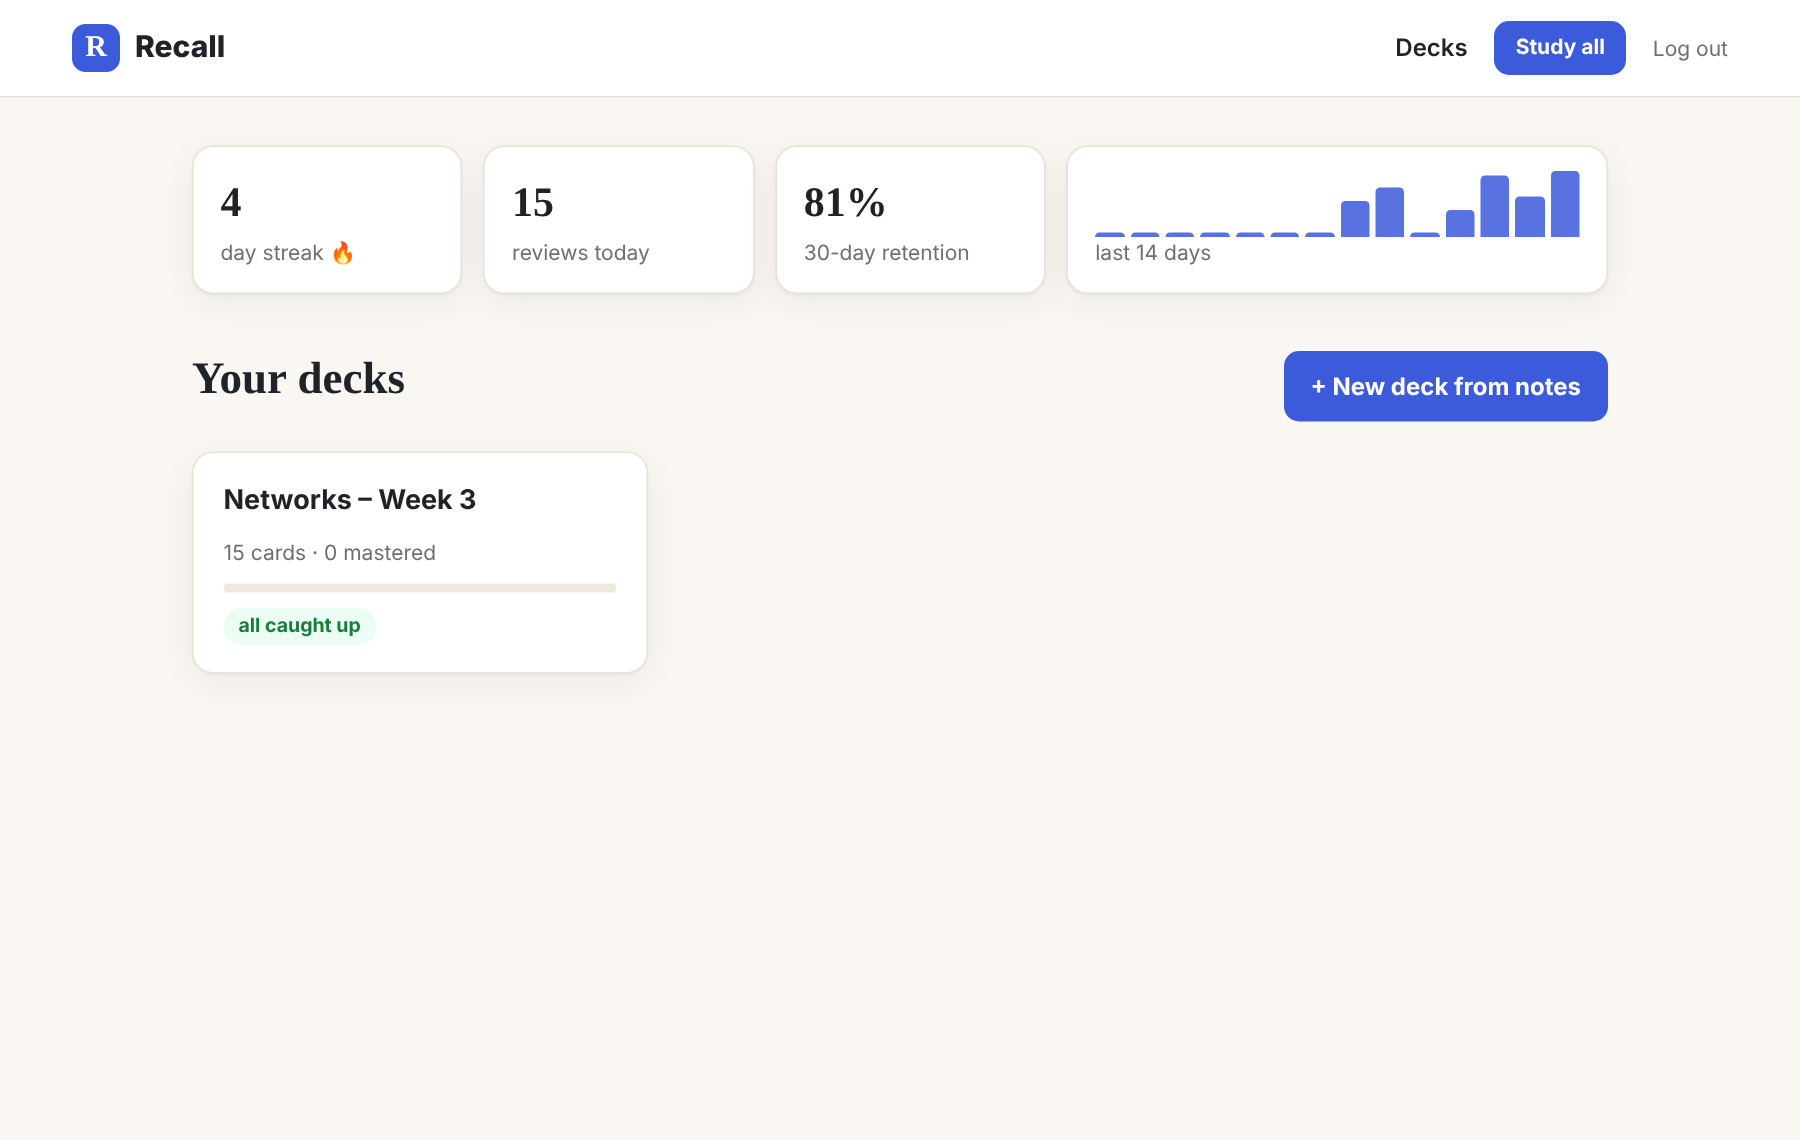 R Recall
Decks
Study all
Log out
4
day streak 🔥
15
reviews today
81%
30-day retention
last 14 days
Your decks
+ New deck from notes
Networks – Week 3
15 cards · 0 mastered
all caught up